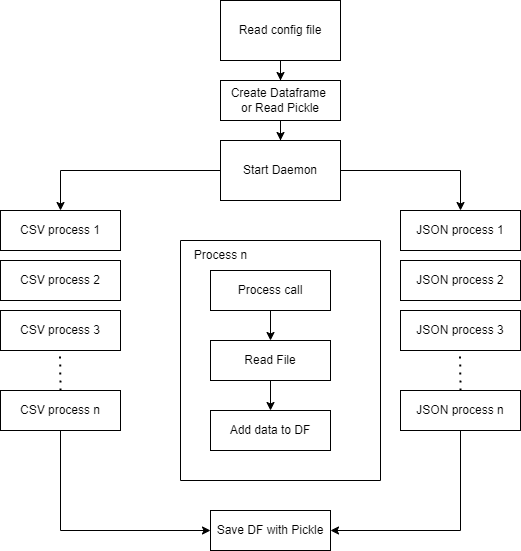 Read config file
Create Dataframe
or Read Pickle
Start Daemon
CSV process 1
CSV process 2
CSV process 3
CSV process n
Process n
Process call
Read File
Add data to DF
JSON process 1
JSON process 2
JSON process 3
JSON process n
Save DF with Pickle